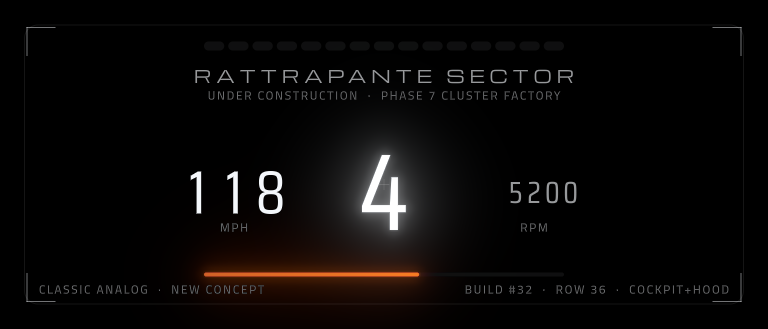 RATTRAPANTE SECTOR
UNDER CONSTRUCTION · PHASE 7 CLUSTER FACTORY
118
MPH
4
5200
RPM
CLASSIC ANALOG · NEW CONCEPT
BUILD #32 · ROW 36 · COCKPIT+HOOD